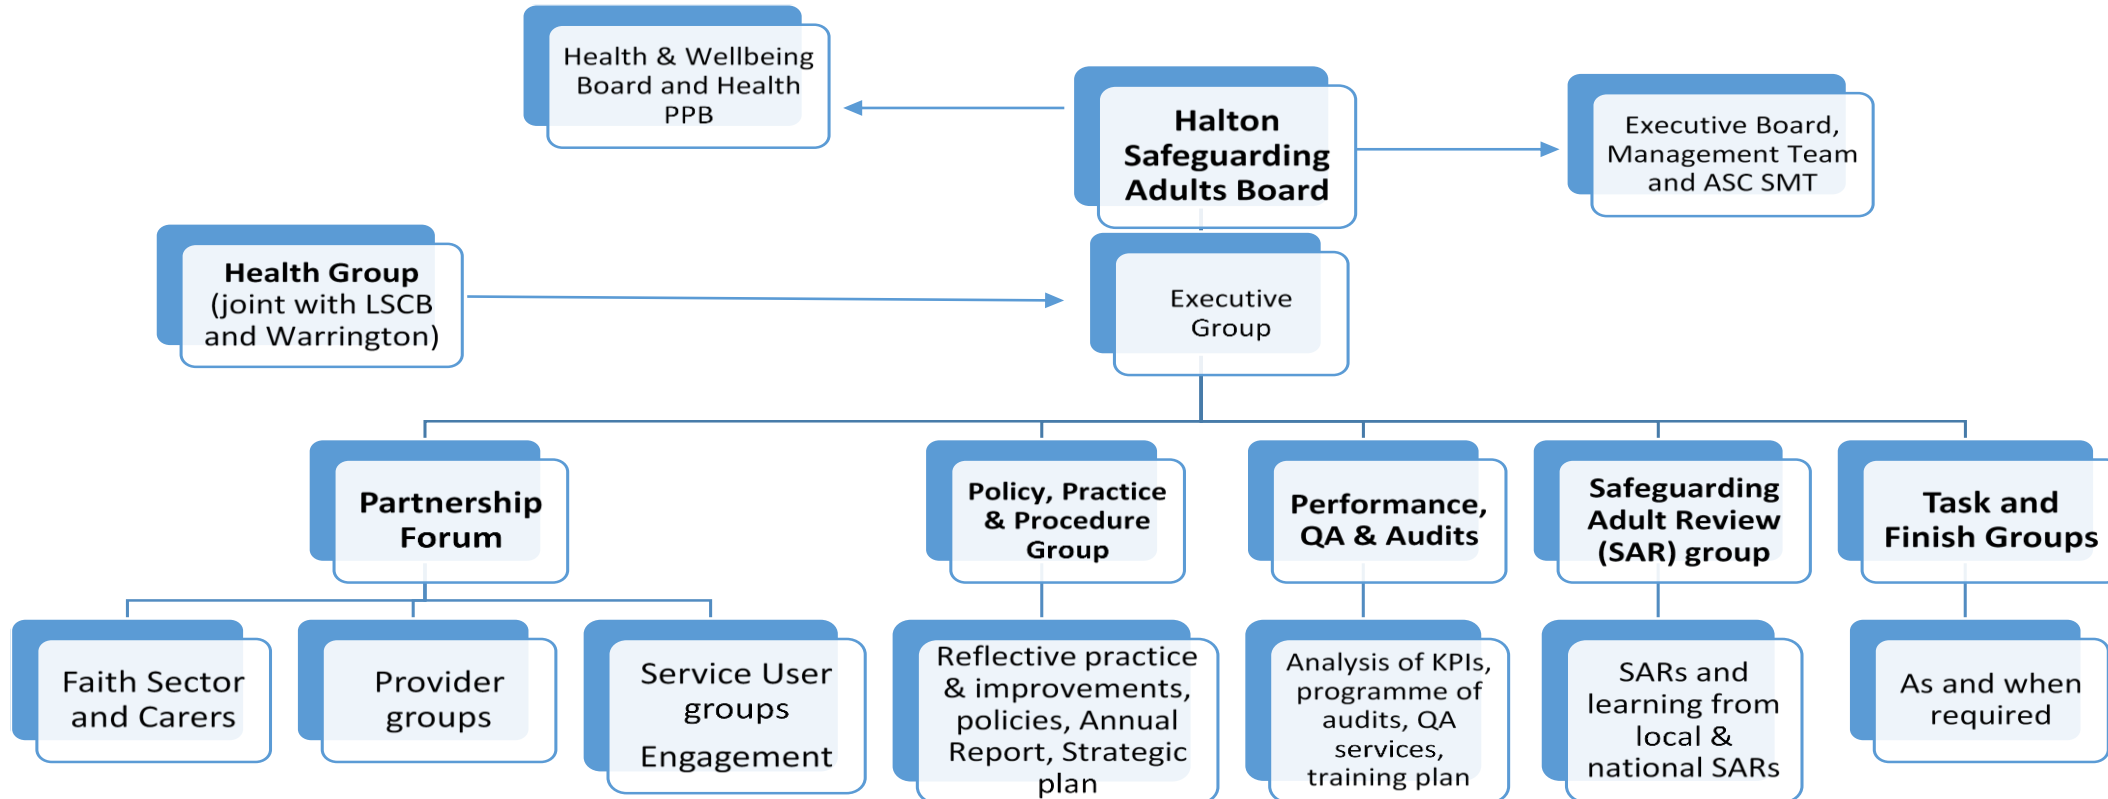 Health & Wellbeing
Board and Health
PPB
Halton
Safeguarding
Adults Board
Executive Board,
Management Team
and ASC SMT
Health Group
(joint with LSCB
and Warrington)
Executive
Group
Partnership
Forum
Policy, Practice
& Procedure
Group
Performance,
QA & Audits
Safeguarding
Adult Review
(SAR) group
Task and
Finish Groups
Faith Sector
and Carers
Provider
groups
Service User
groups
Engagement
Reflective practice
& improvements,
policies, Annual
Report, Strategic
plan
Analysis of KPIs,
programme of
audits, QA
services,
training plan
SARs and
learning from
local &
national SARs
As and when
required